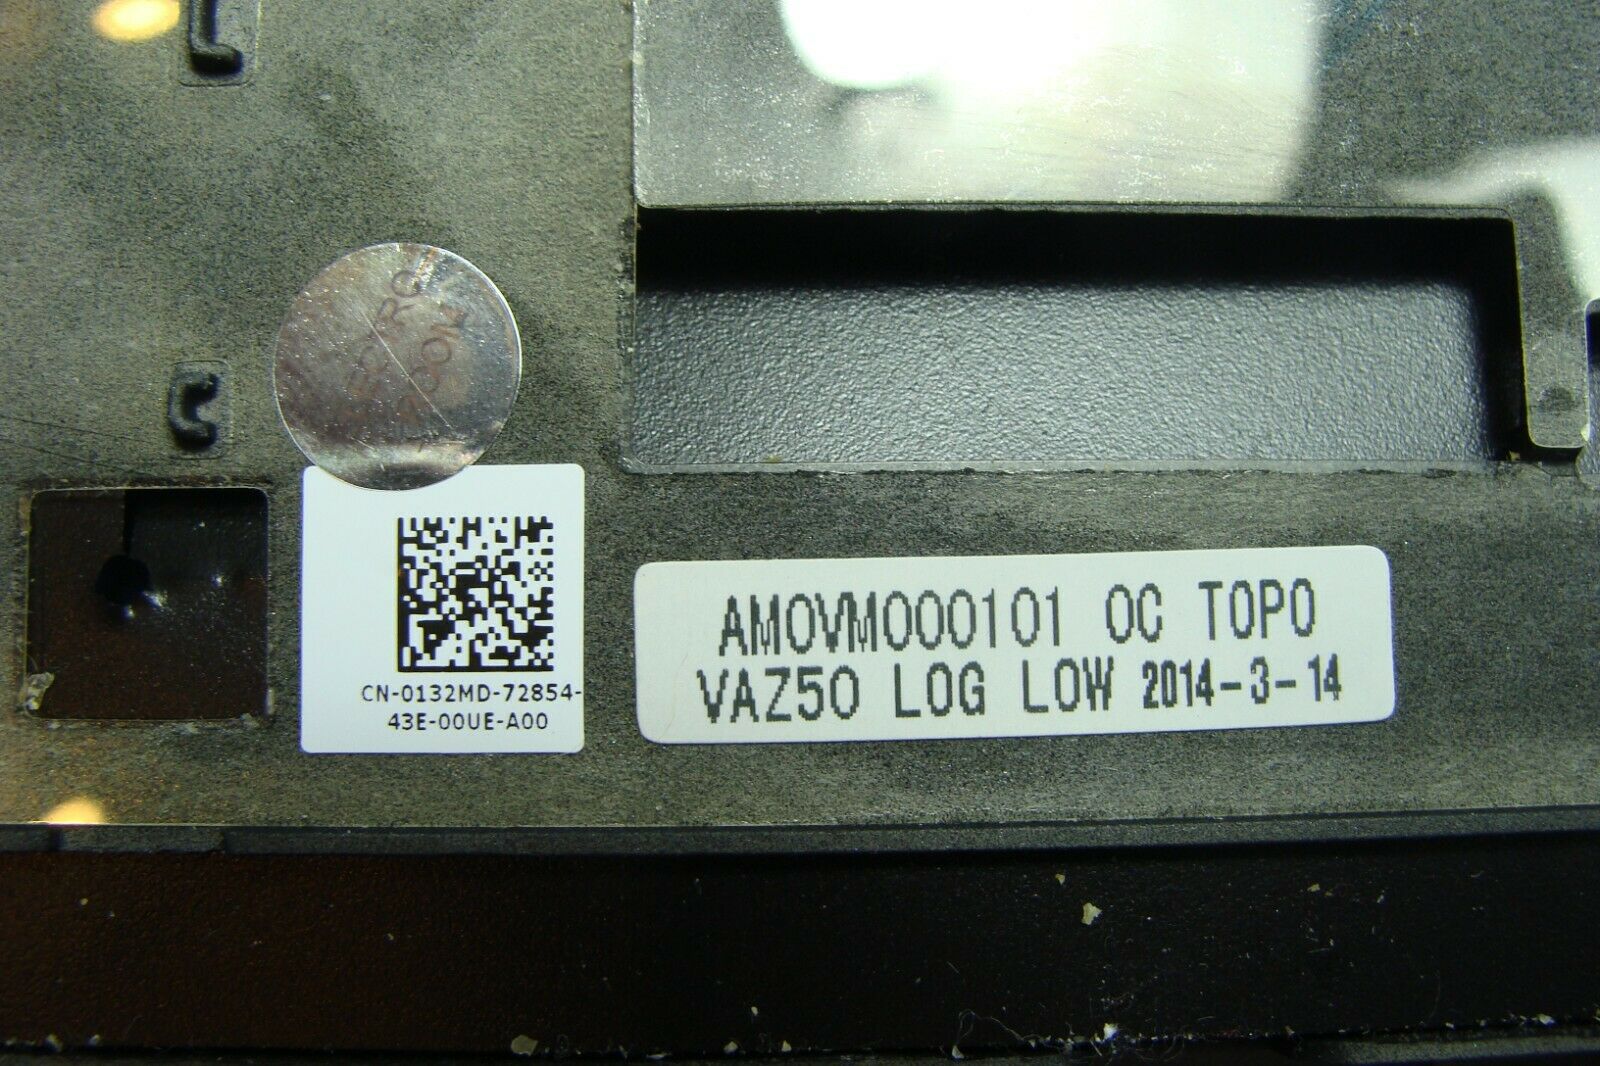 CN-0132MD-72854-
43E-00UE-A00
AM0VM000101 0C TOP0
VAZ50 LOG LOW 2014-3-14